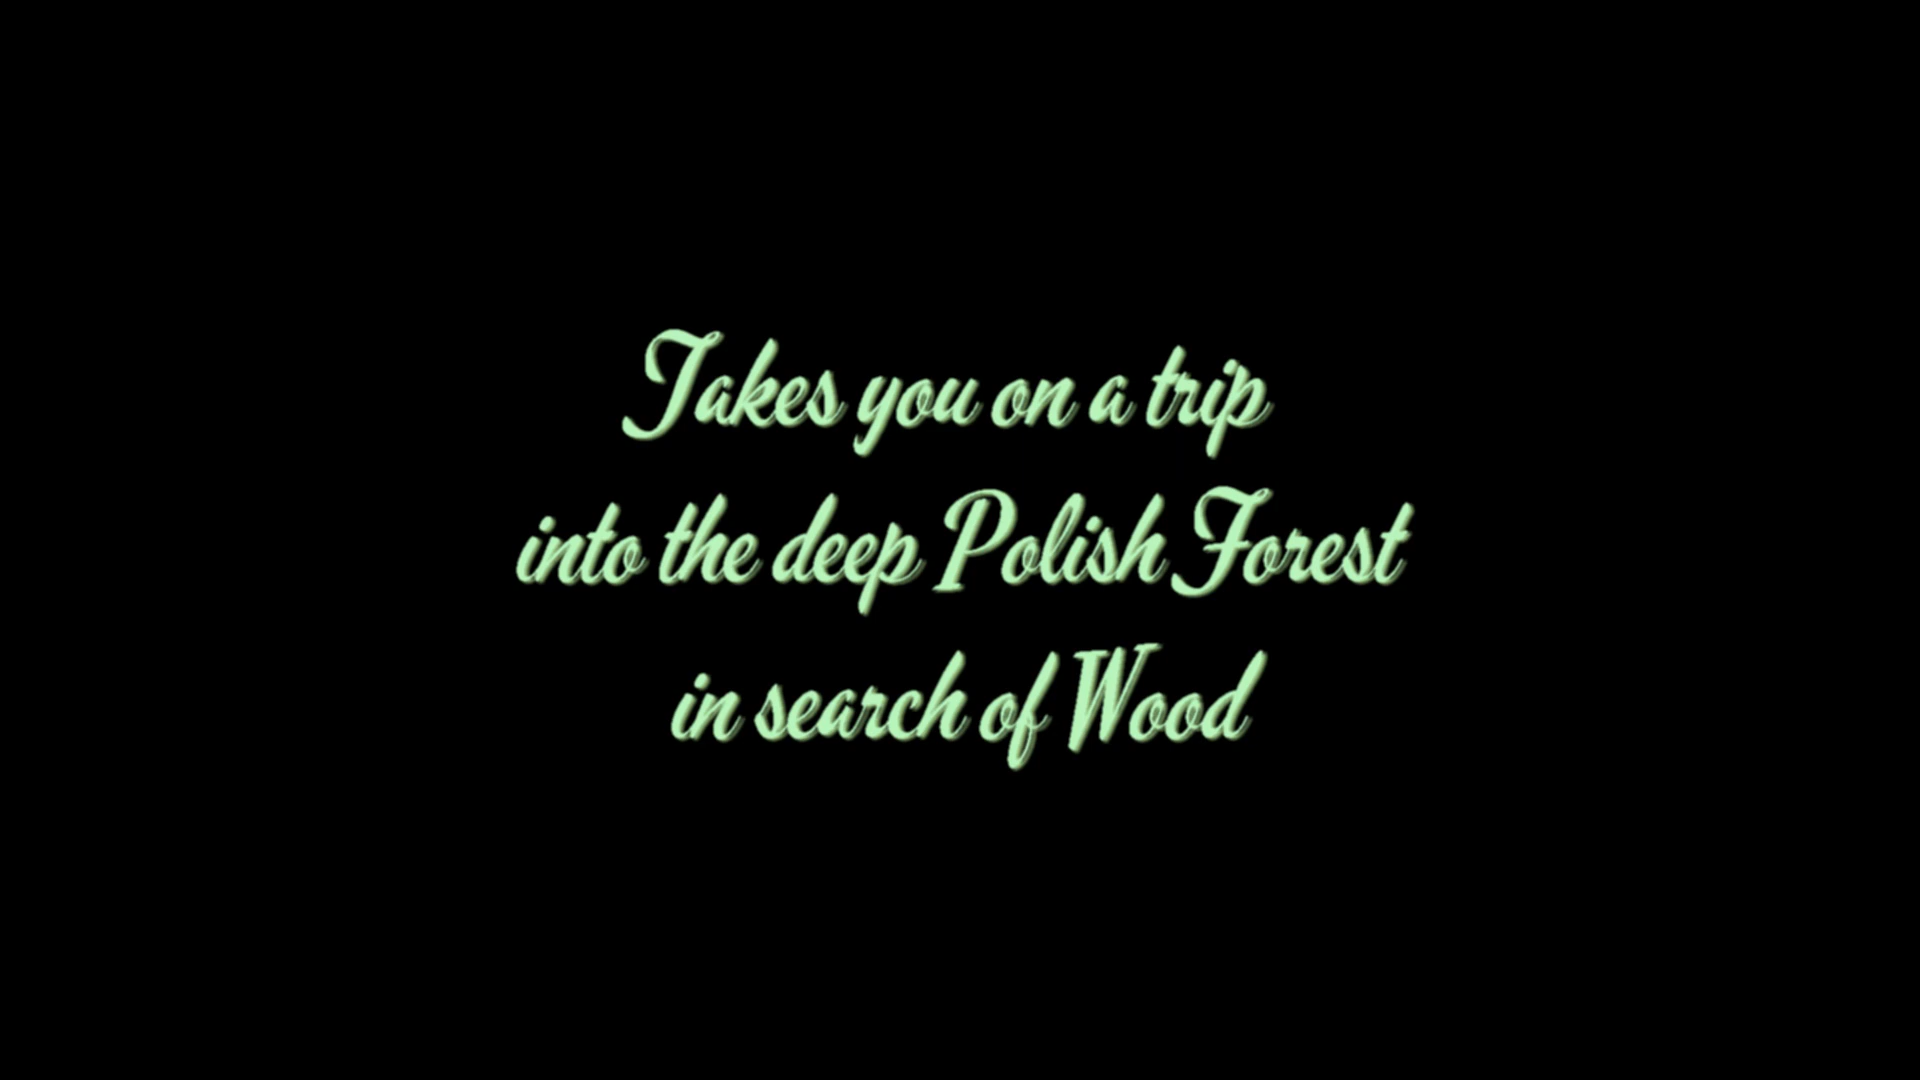 Takes you on a trip
into the deep Polish Forest
in search of Wood